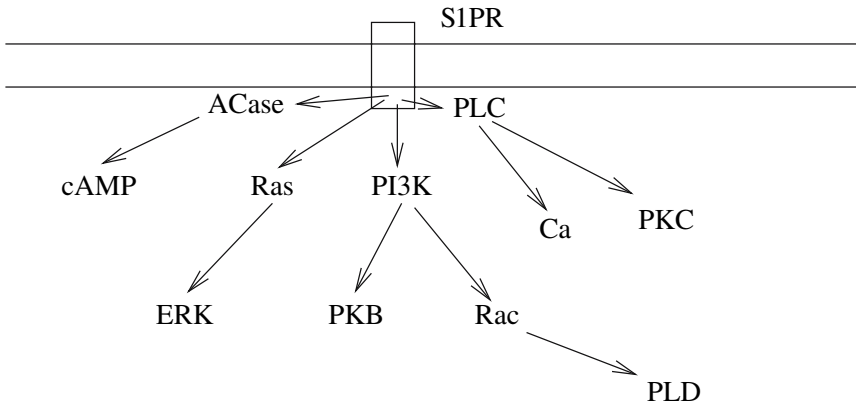 S1PR
ACase
PLC
cAMP
Ras
PI3K
Ca
PKC
ERK
PKB
Rac
PLD